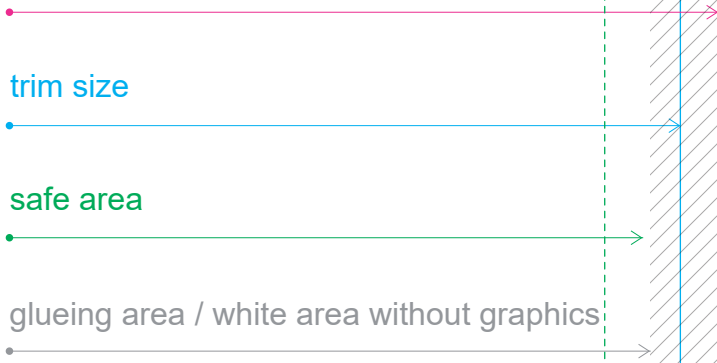 trim size
safe area
glueing area / white area without graphics